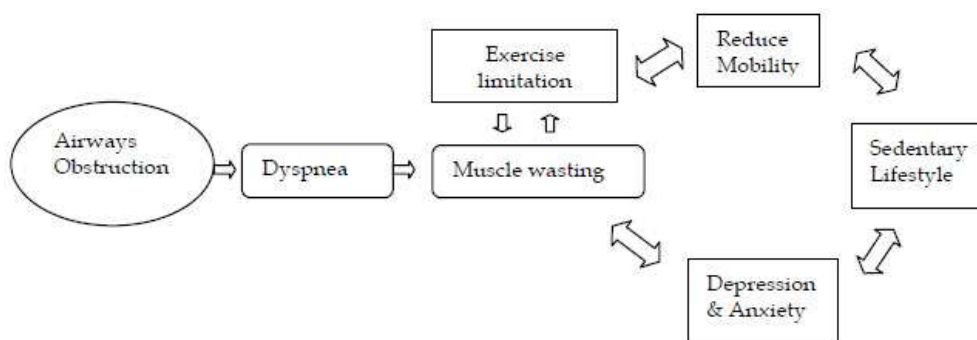 Exercise
limitation
Reduce
Mobility
Airways
Obstruction
Dyspnea
Muscle wasting
Sedentary
Lifestyle
Depression
& Anxiety